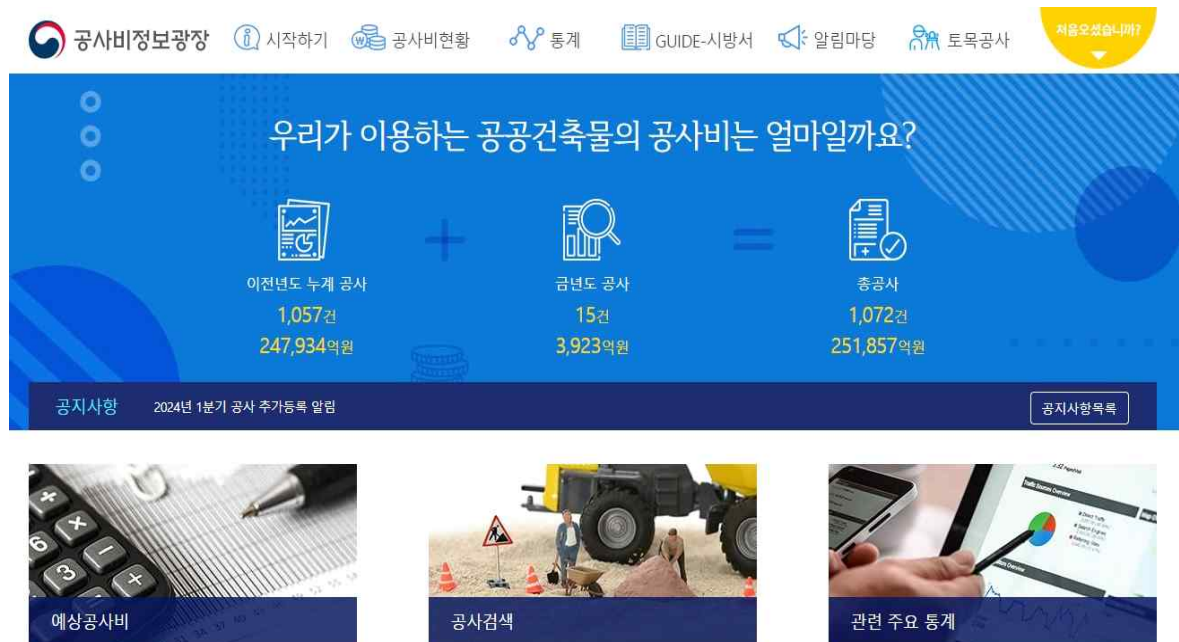 공사비정보광장
시작하기
공사비현황
통계
GUIDE-시방서
알림마당
토목공사
처음오셨습니까?
우리가 이용하는 공공건축물의 공사비는 얼마일까요?
이전년도 누계 공사
1,057건
247,934억원
금년도 공사
15건
3,923억원
총공사
1,072건
251,857억원
공지사항
2024년 1분기 공사 추가등록 알림
공지사항목록
예상공사비
공사검색
Traffic Sources Overview
관련 주요 통계